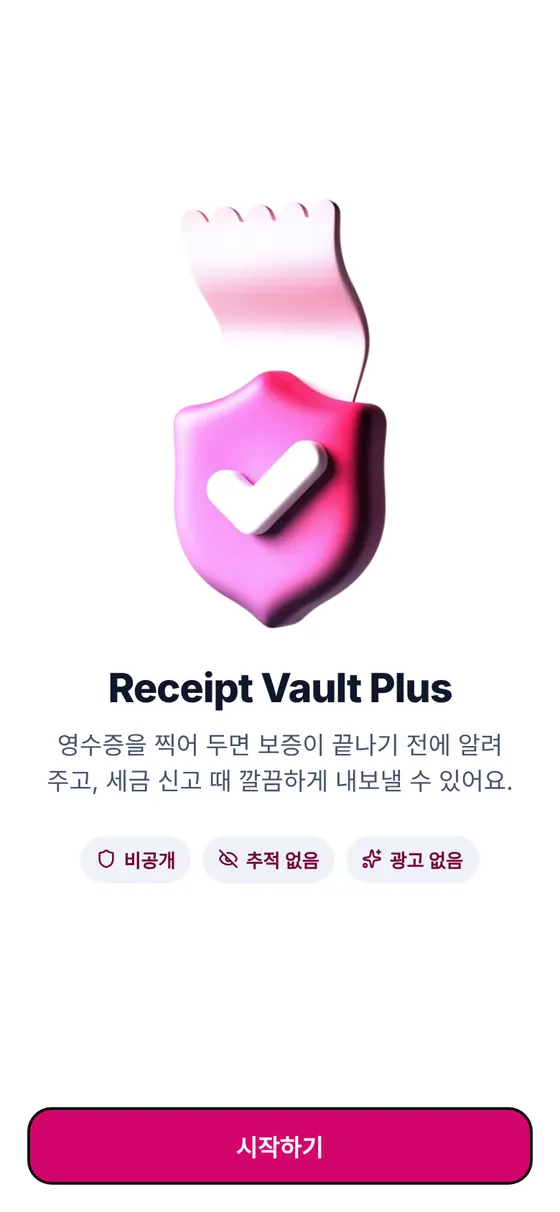 Receipt Vault Plus
영수증을 찍어 두면 보증이 끝나기 전에 알려
주고, 세금 신고 때 깔끔하게 내보낼 수 있어요.
비공개 추적 없음 광고 없음
시작하기